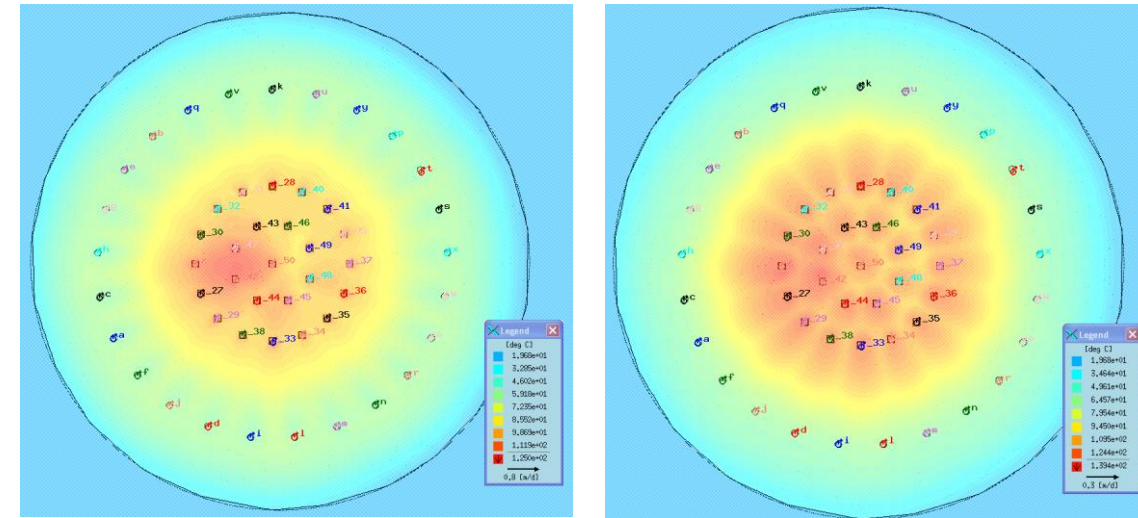 v k u
q y
b p
e t
s
h x
c
a
f r
j n
d
i l
_28 _40
_32 _41
_43 _46
_30 _49
_50 _37
_27 _44 _45 _36
_29 _35
_38 _33 _34
Legend
[deg C]
1.968e+01
3.285e+01
4.602e+01
5.918e+01
7.235e+01
8.552e+01
9.869e+01
1.119e+02
1.250e+02
0.8 [m/d]
v k u
q y
b p
e t
s
h x
c
a
f r
j n
d
i l
_28 _40
_32 _41
_43 _46
_30 _49
_50 _37
_42
_27 _44 _45 _36
_29 _35
_38 _33 _34
Legend
[deg C]
1.968e+01
3.464e+01
4.961e+01
6.457e+01
7.954e+01
9.450e+01
1.095e+02
1.244e+02
1.394e+02
0.3 [m/d]